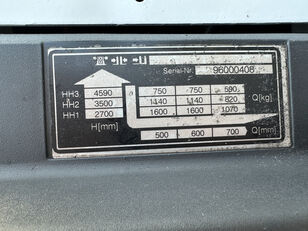 Serial-Nr. 96000408
HH3 4590 750 750 590
HH2 3500 1140 1140 820 Q[kg]
HH1 2700 1600 1600 1070
H[mm]
500 600 700 Q[mm]